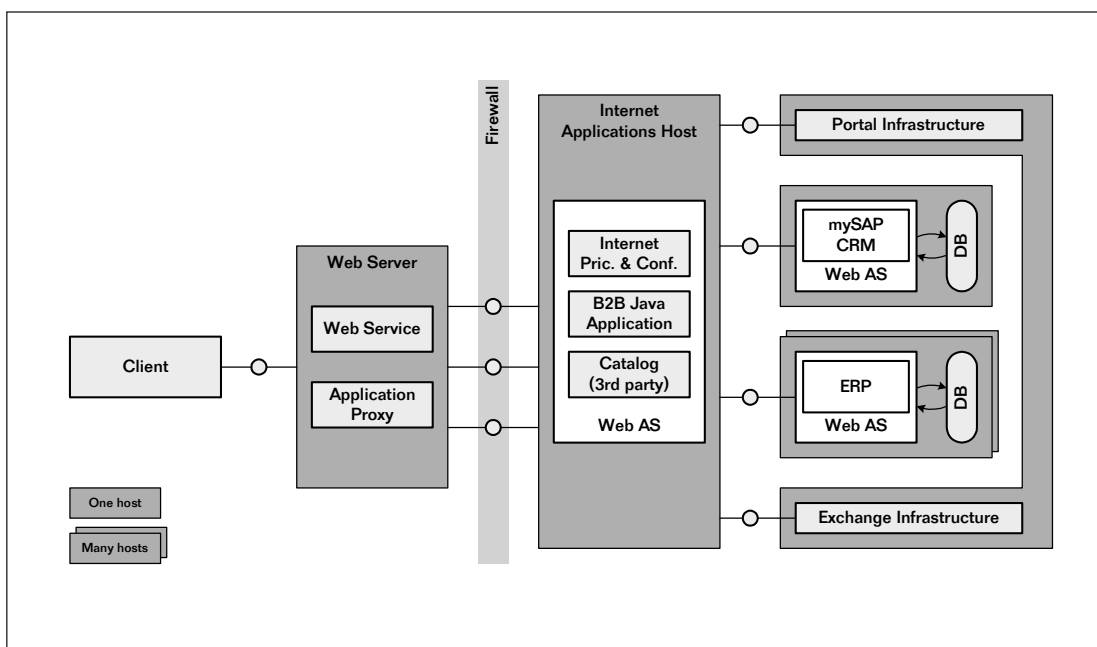 Client
Web Server
Web Service
Application
Proxy
One host
Many hosts
Firewall
Internet
Applications Host
Internet
Pric. & Conf.
B2B Java
Application
Catalog
(3rd party)
Web AS
Portal Infrastructure
mySAP
CRM
Web AS
DB
ERP
Web AS
DB
Exchange Infrastructure